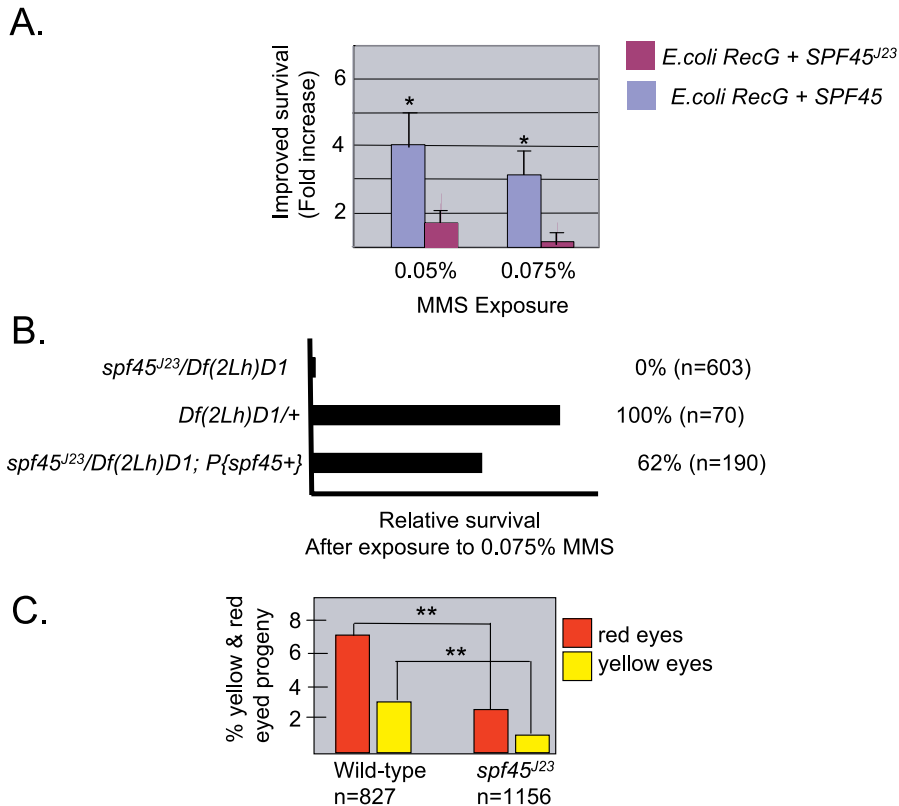 A.
Improved survival
(Fold increase)
6
4
2
*
*
0.05%
0.075%
MMS Exposure
E.coli RecG + SPF45J23
E.coli RecG + SPF45
B.
spf45J23/Df(2Lh)D1
0% (n=603)
Df(2Lh)D1/+
100% (n=70)
spf45J23/Df(2Lh)D1; P{spf45+}
62% (n=190)
Relative survival
After exposure to 0.075% MMS
C.
% yellow & red
eyed progeny
8
6
4
2
**
**
red eyes
yellow eyes
Wild-type
n=827
spf45J23
n=1156